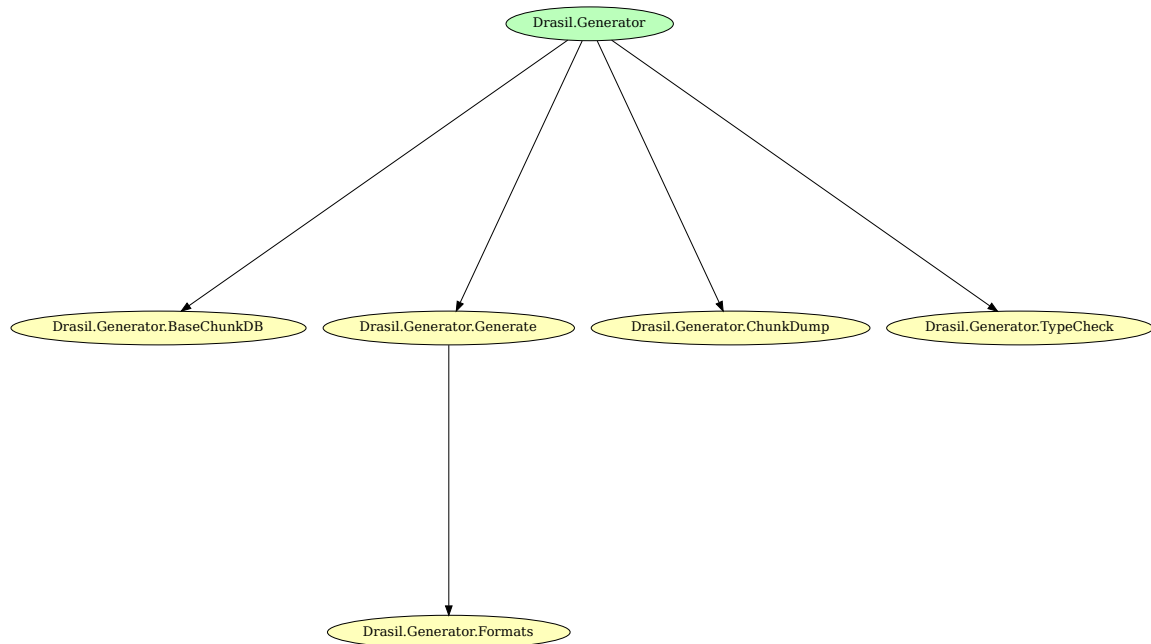 Drasil.Generator
Drasil.Generator.BaseChunkDB
Drasil.Generator.Generate
Drasil.Generator.ChunkDump
Drasil.Generator.TypeCheck
Drasil.Generator.Formats